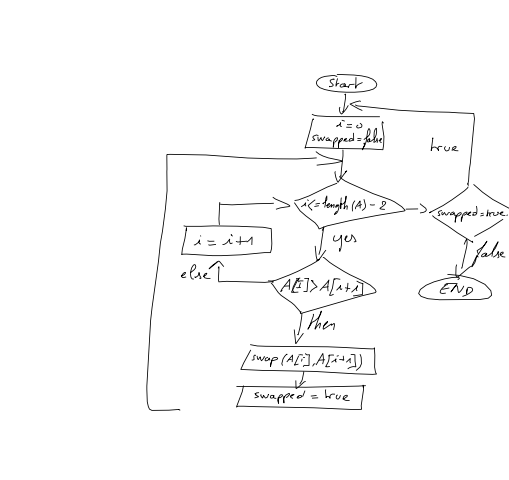 start
i = 0
swapped = false
true
i <= length(A) - 2
swapped=true
yes
false
i = i+1
else
A[I] > A[i+i]
END
then
swap (A[i],A[i+1])
swapped = true